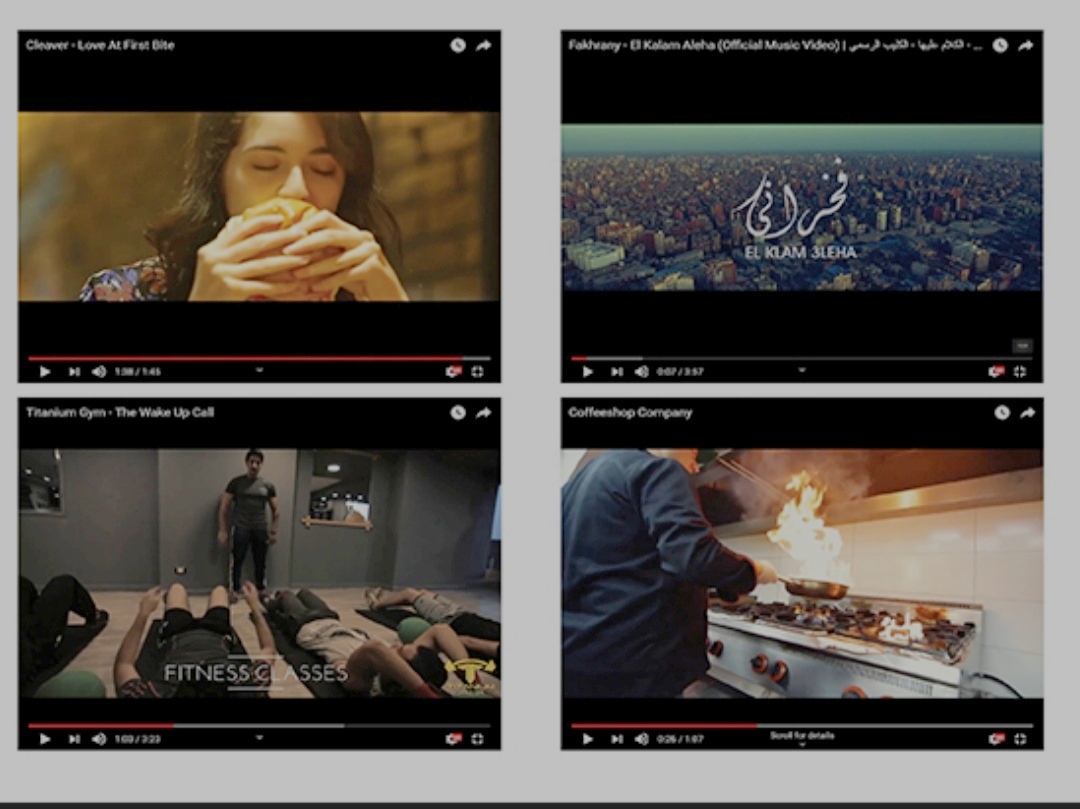 Cleaver - Love At First Bite
1:38 / 1:45
Fakhrany - El Kalam Aleha (Official Music Video) | فخراني - الكلام عليها - الكليب الرسمي ...
فخراني
EL KLAM 3LEHA
0:07 / 3:57
Titanium Gym - The Wake Up Call
FITNESS CLASSES
TITANIUM
1:03 / 3:23
Coffeeshop Company
0:26 / 1:07
Scroll for details